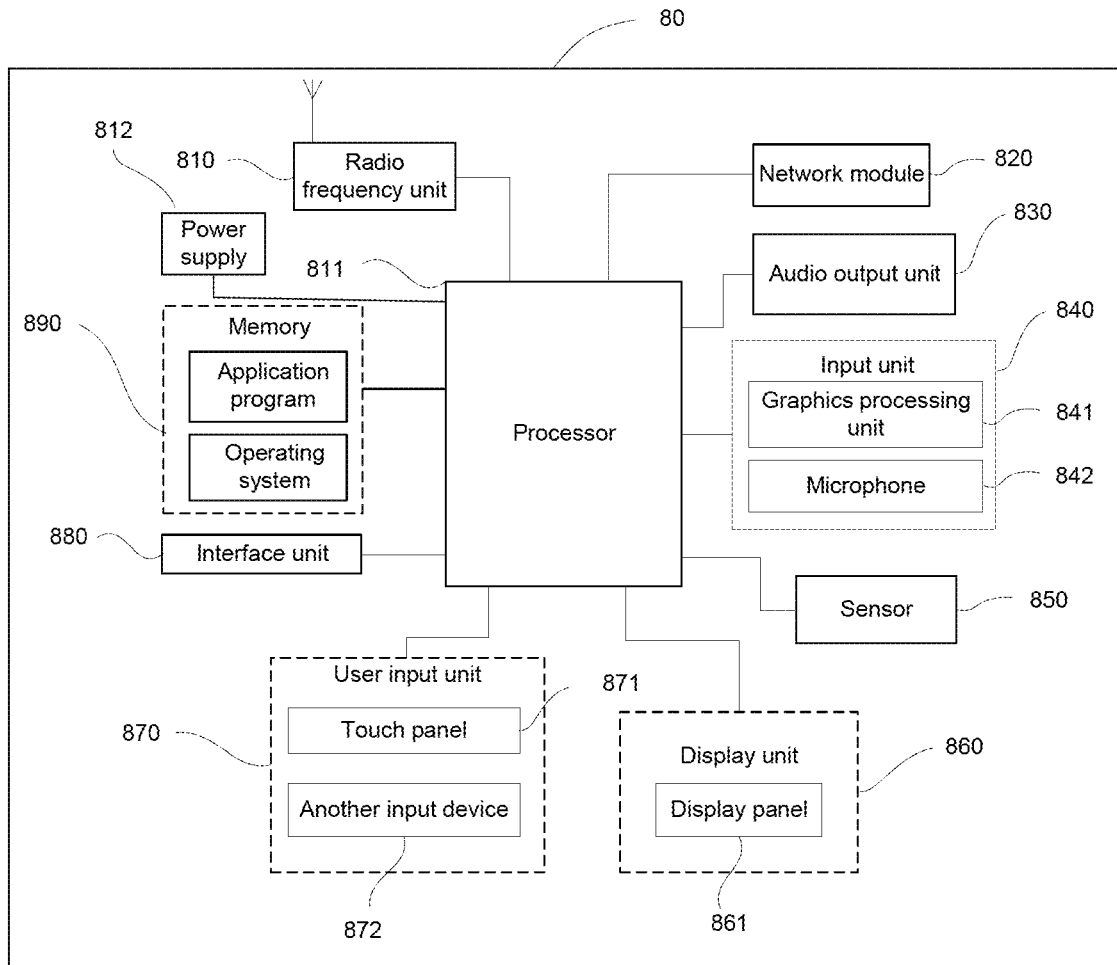 80
812
810
Radio
frequency unit
Network module
820
Power
supply
811
830
Audio output unit
890
Memory
Application
program
Operating
system
Processor
840
Input unit
Graphics processing
unit
841
Microphone
842
880
Interface unit
Sensor
850
User input unit
871
870
Touch panel
Another input device
872
Display unit
860
Display panel
861